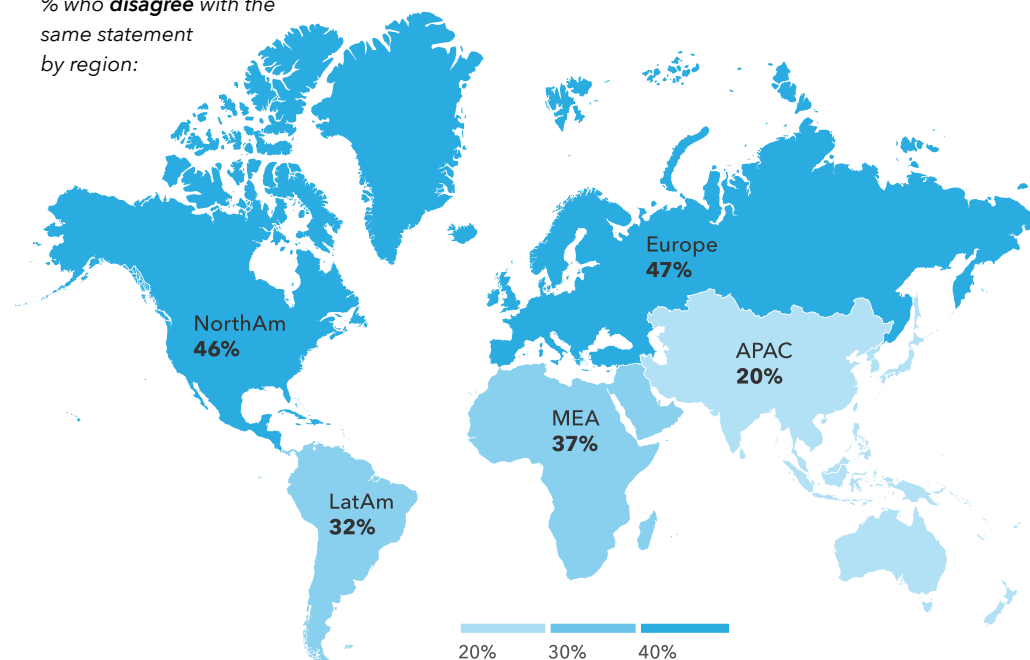 % who disagree with the
same statement
by region:
Europe
47%
NorthAm
46%
APAC
20%
MEA
37%
LatAm
32%
20% 30% 40%